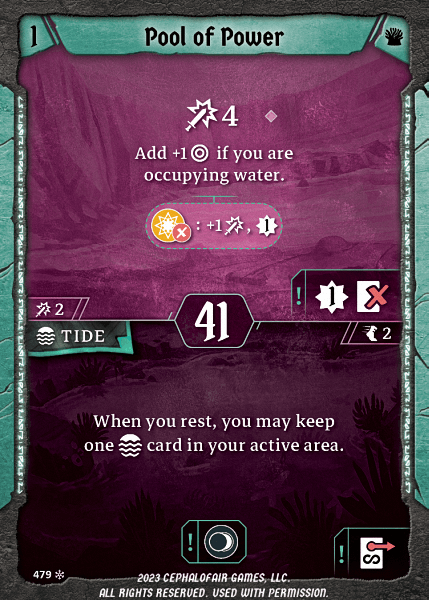 1
Pool of Power
4
Add +1 if you are
occupying water.
: +1 , 1
! 1
2
41
TIDE
2
When you rest, you may keep
one card in your active area.
!
!
479
2023 CEPHALOFAIR GAMES, LLC.
ALL RIGHTS RESERVED. USED WITH PERMISSION.